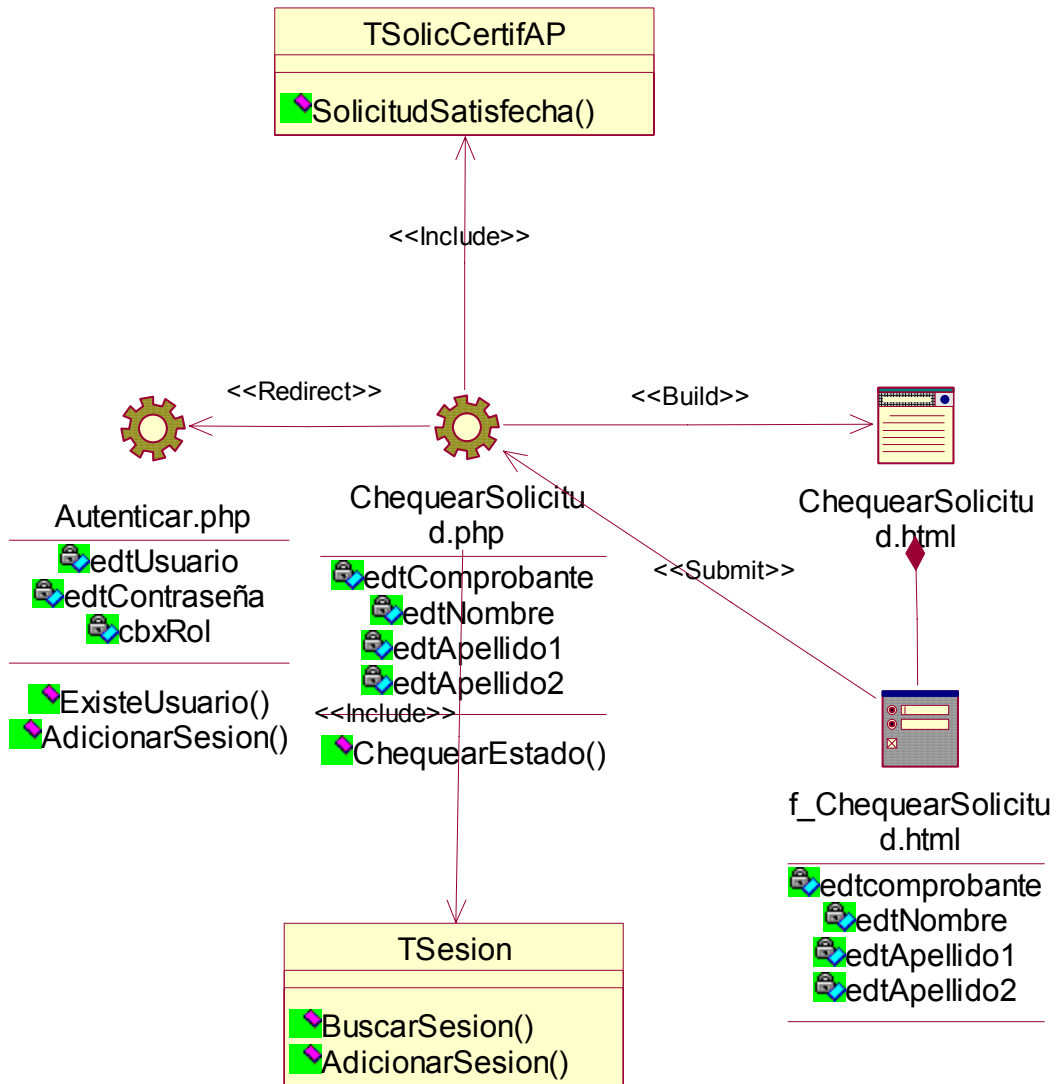 TSolicCertifAP
SolicitudSatisfecha()
<<Include>>
<<Redirect>>
<<Build>>
Autenticar.php
edtUsuario
edtContraseña
cbxRol
ExisteUsuario()
AdicionarSesion()
ChequearSolicitu
d.php
edtComprobante
edtNombre
edtApellido1
edtApellido2
<<Include>>
ChequearEstado()
ChequearSolicitu
d.html
<<Submit>>
f_ChequearSolicitu
d.html
edtcomprobante
edtNombre
edtApellido1
edtApellido2
TSesion
BuscarSesion()
AdicionarSesion()